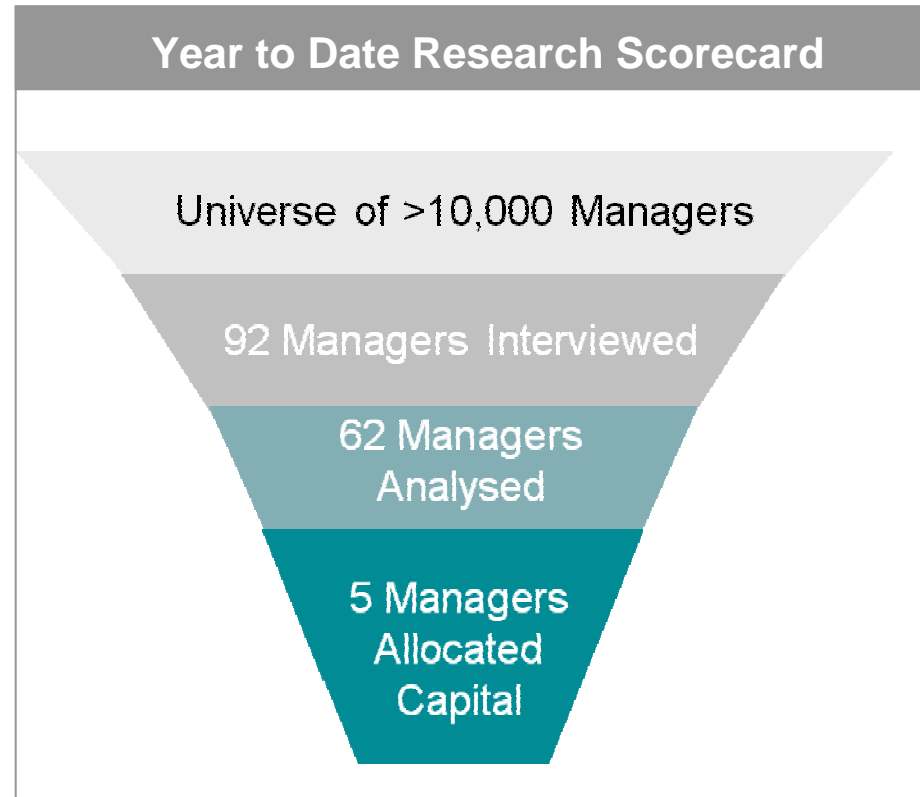 Year to Date Research Scorecard
Universe of >10,000 Managers
92 Managers Interviewed
62 Managers
Analysed
5 Managers
Allocated
Capital